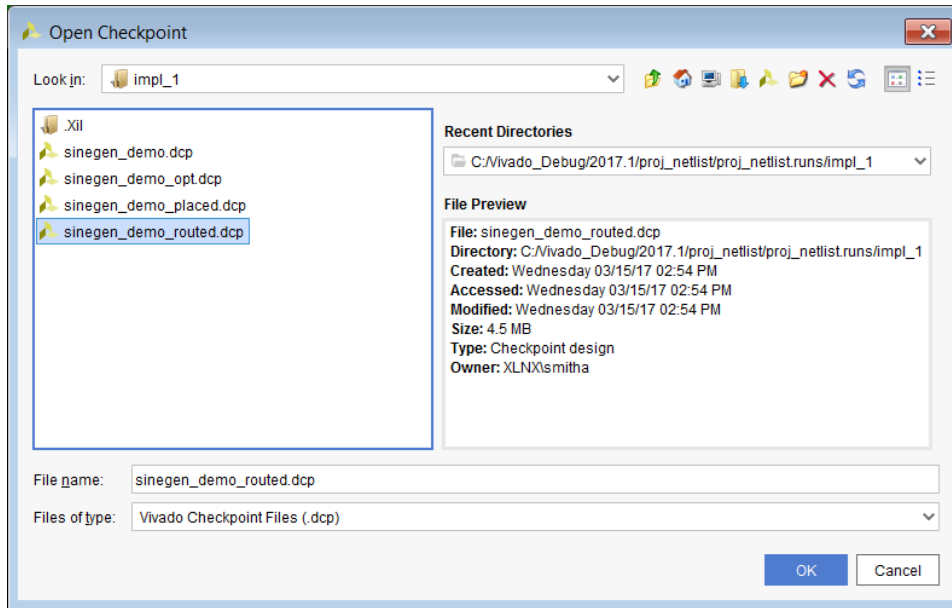 Open Checkpoint
Look in: impl_1
.Xil
sinegen_demo.dcp
sinegen_demo_opt.dcp
sinegen_demo_placed.dcp
sinegen_demo_routed.dcp
Recent Directories
C:/Vivado_Debug/2017.1/proj_netlist/proj_netlist.runs/impl_1
File Preview
File: sinegen_demo_routed.dcp
Directory: C:/Vivado_Debug/2017.1/proj_netlist/proj_netlist.runs/impl_1
Created: Wednesday 03/15/17 02:54 PM
Accessed: Wednesday 03/15/17 02:54 PM
Modified: Wednesday 03/15/17 02:54 PM
Size: 4.5 MB
Type: Checkpoint design
Owner: XLNX\smitha
File name: sinegen_demo_routed.dcp
Files of type: Vivado Checkpoint Files (.dcp)
OK Cancel